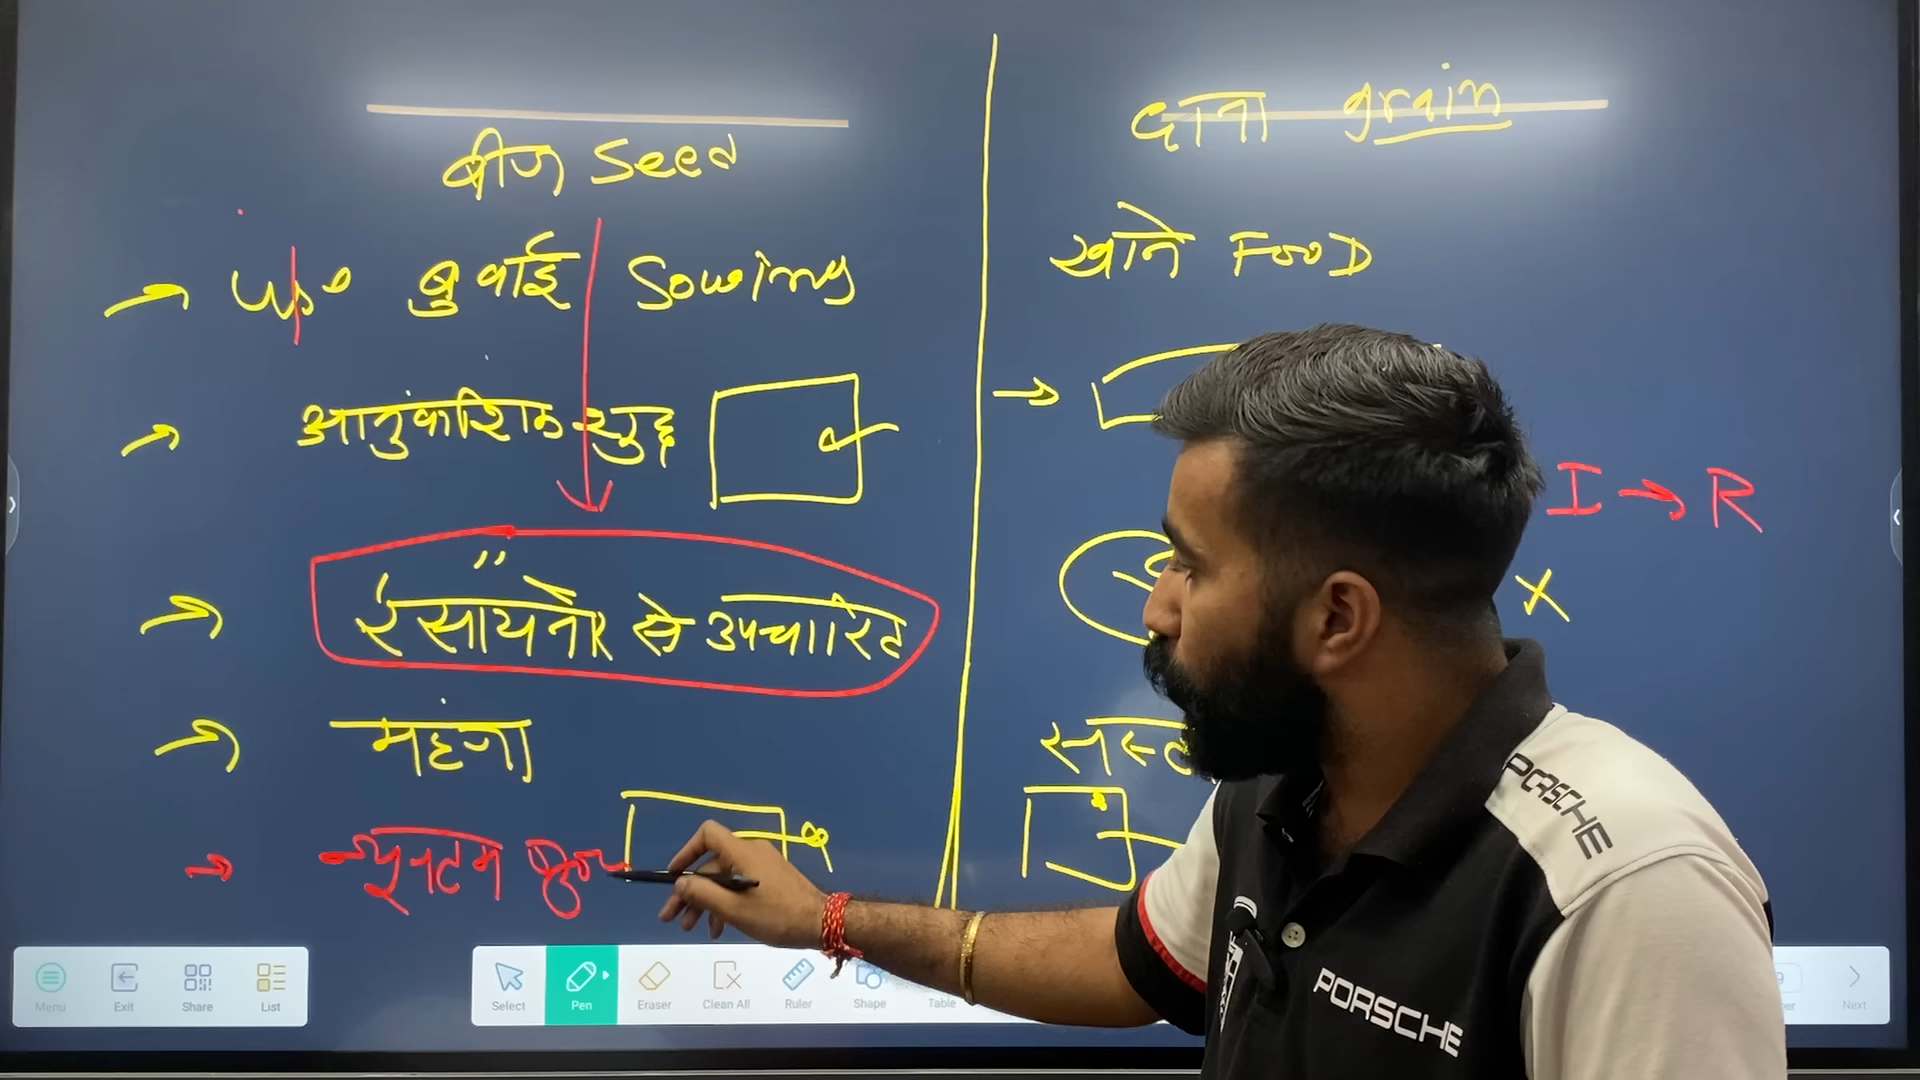 बीज Seed
दाना grain
Use बुवाई Sowing
खाने FOOD
आनुवांशिक शुद्ध
I → R
रसायनों से उपचारित
X
महंगा
न्यूनतम
PORSCHE
PORSCHE
Menu Exit Share List
Select Pen Eraser Clean All Ruler Shape Table
Next